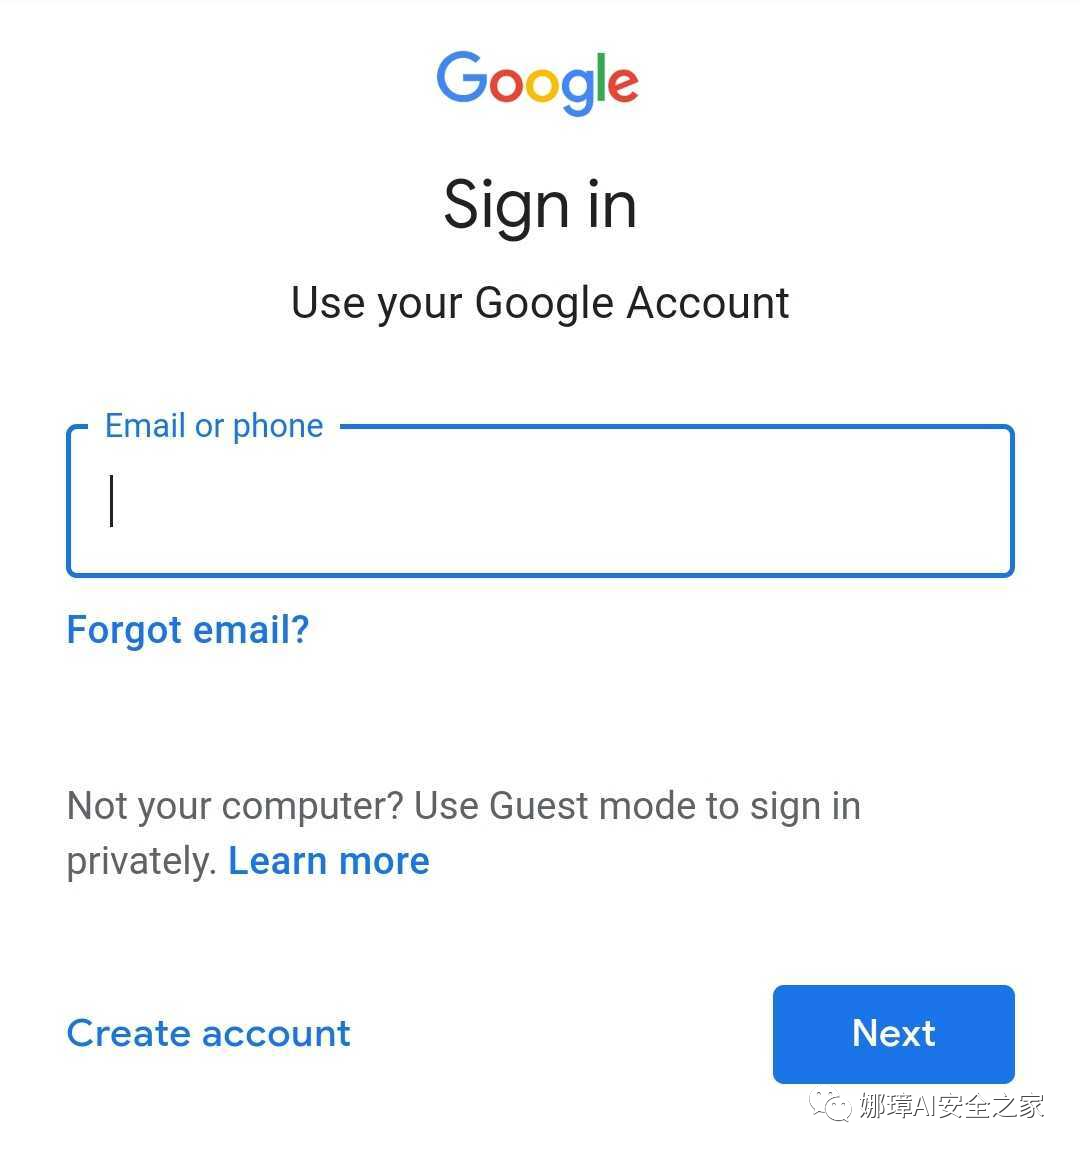 Google
Sign in
Use your Google Account
Email or phone
Forgot email?
Not your computer? Use Guest mode to sign in
privately. Learn more
Create account
Next
娜璋AI安全之家